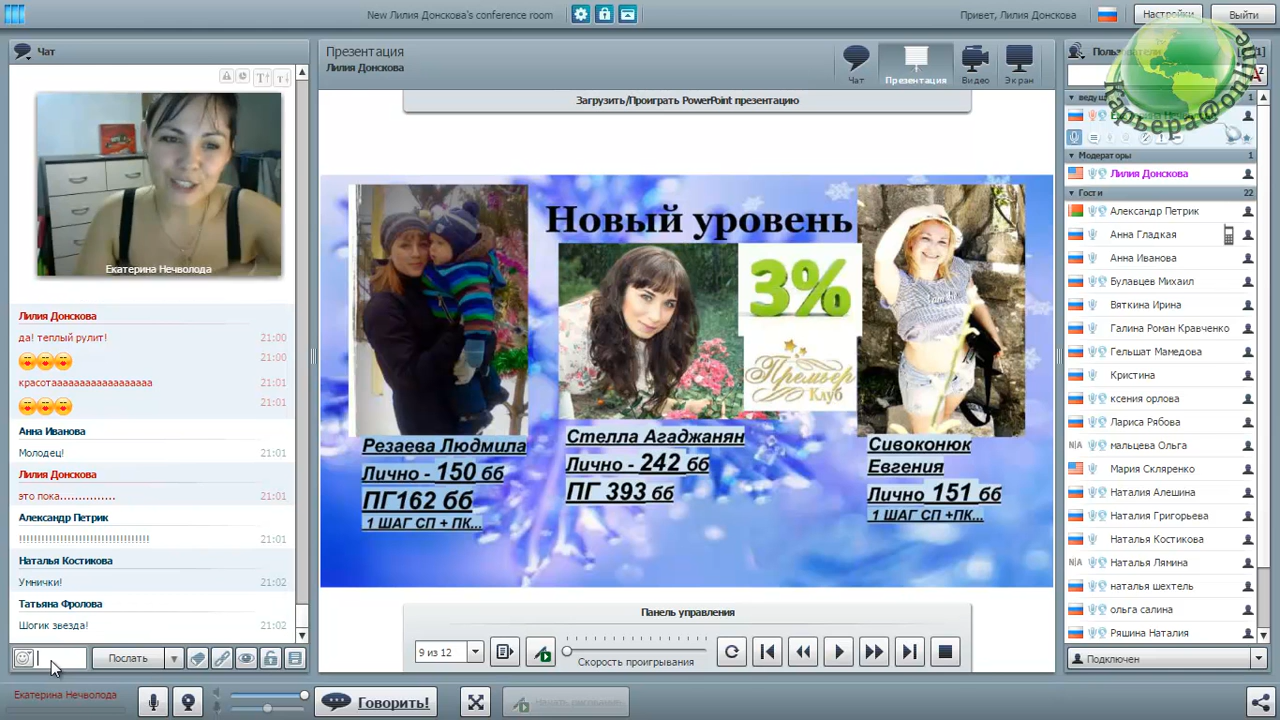 New Лилия Донскова's conference room
Привет, Лилия Донскова
Настройки
Выйти
карьера@online
Чат
Екатерина Нечволода
Лилия Донскова
да! теплый рулит!
21:00
21:00
красотаааааааааааааааааа
21:01
21:01
Анна Иванова
Молодец!
21:01
Лилия Донскова
это пока..............
21:01
Александр Петрик
!!!!!!!!!!!!!!!!!!!!!!!!!!!!!!!!!!
21:01
Наталья Костикова
Умнички!
21:02
Татьяна Фролова
Шогик звезда!
21:02
Послать
Екатерина Нечволода
Говорить!
Презентация
Лилия Донскова
Чат
Презентация
Видео
Экран
Загрузить/Проиграть PowerPoint презентацию
Новый уровень
3%
Премьер
Клуб
Резаева Людмила
Лично - 150 бб
ПГ162 бб
1 ШАГ СП + ПК...
Стелла Агаджанян
Лично - 242 бб
ПГ 393 бб
Сивоконюк
Евгения
Лично 151 бб
1 ШАГ СП +ПК...
Панель управления
9 из 12
Скорость проигрывания
1
Модераторы
1
Лилия Донскова
Гости
22
Александр Петрик
Анна Гладкая
Анна Иванова
Булавцев Михаил
Вяткина Ирина
Галина Роман Кравченко
Гельшат Мамедова
Кристина
ксения орлова
Лариса Рябова
N/A
мальцева Ольга
Мария Скляренко
Наталия Алешина
Наталия Григорьева
Наталья Костикова
N/A
Наталья Лянина
наталья шехтель
ольга салина
Ряшина Наталия
Подключен